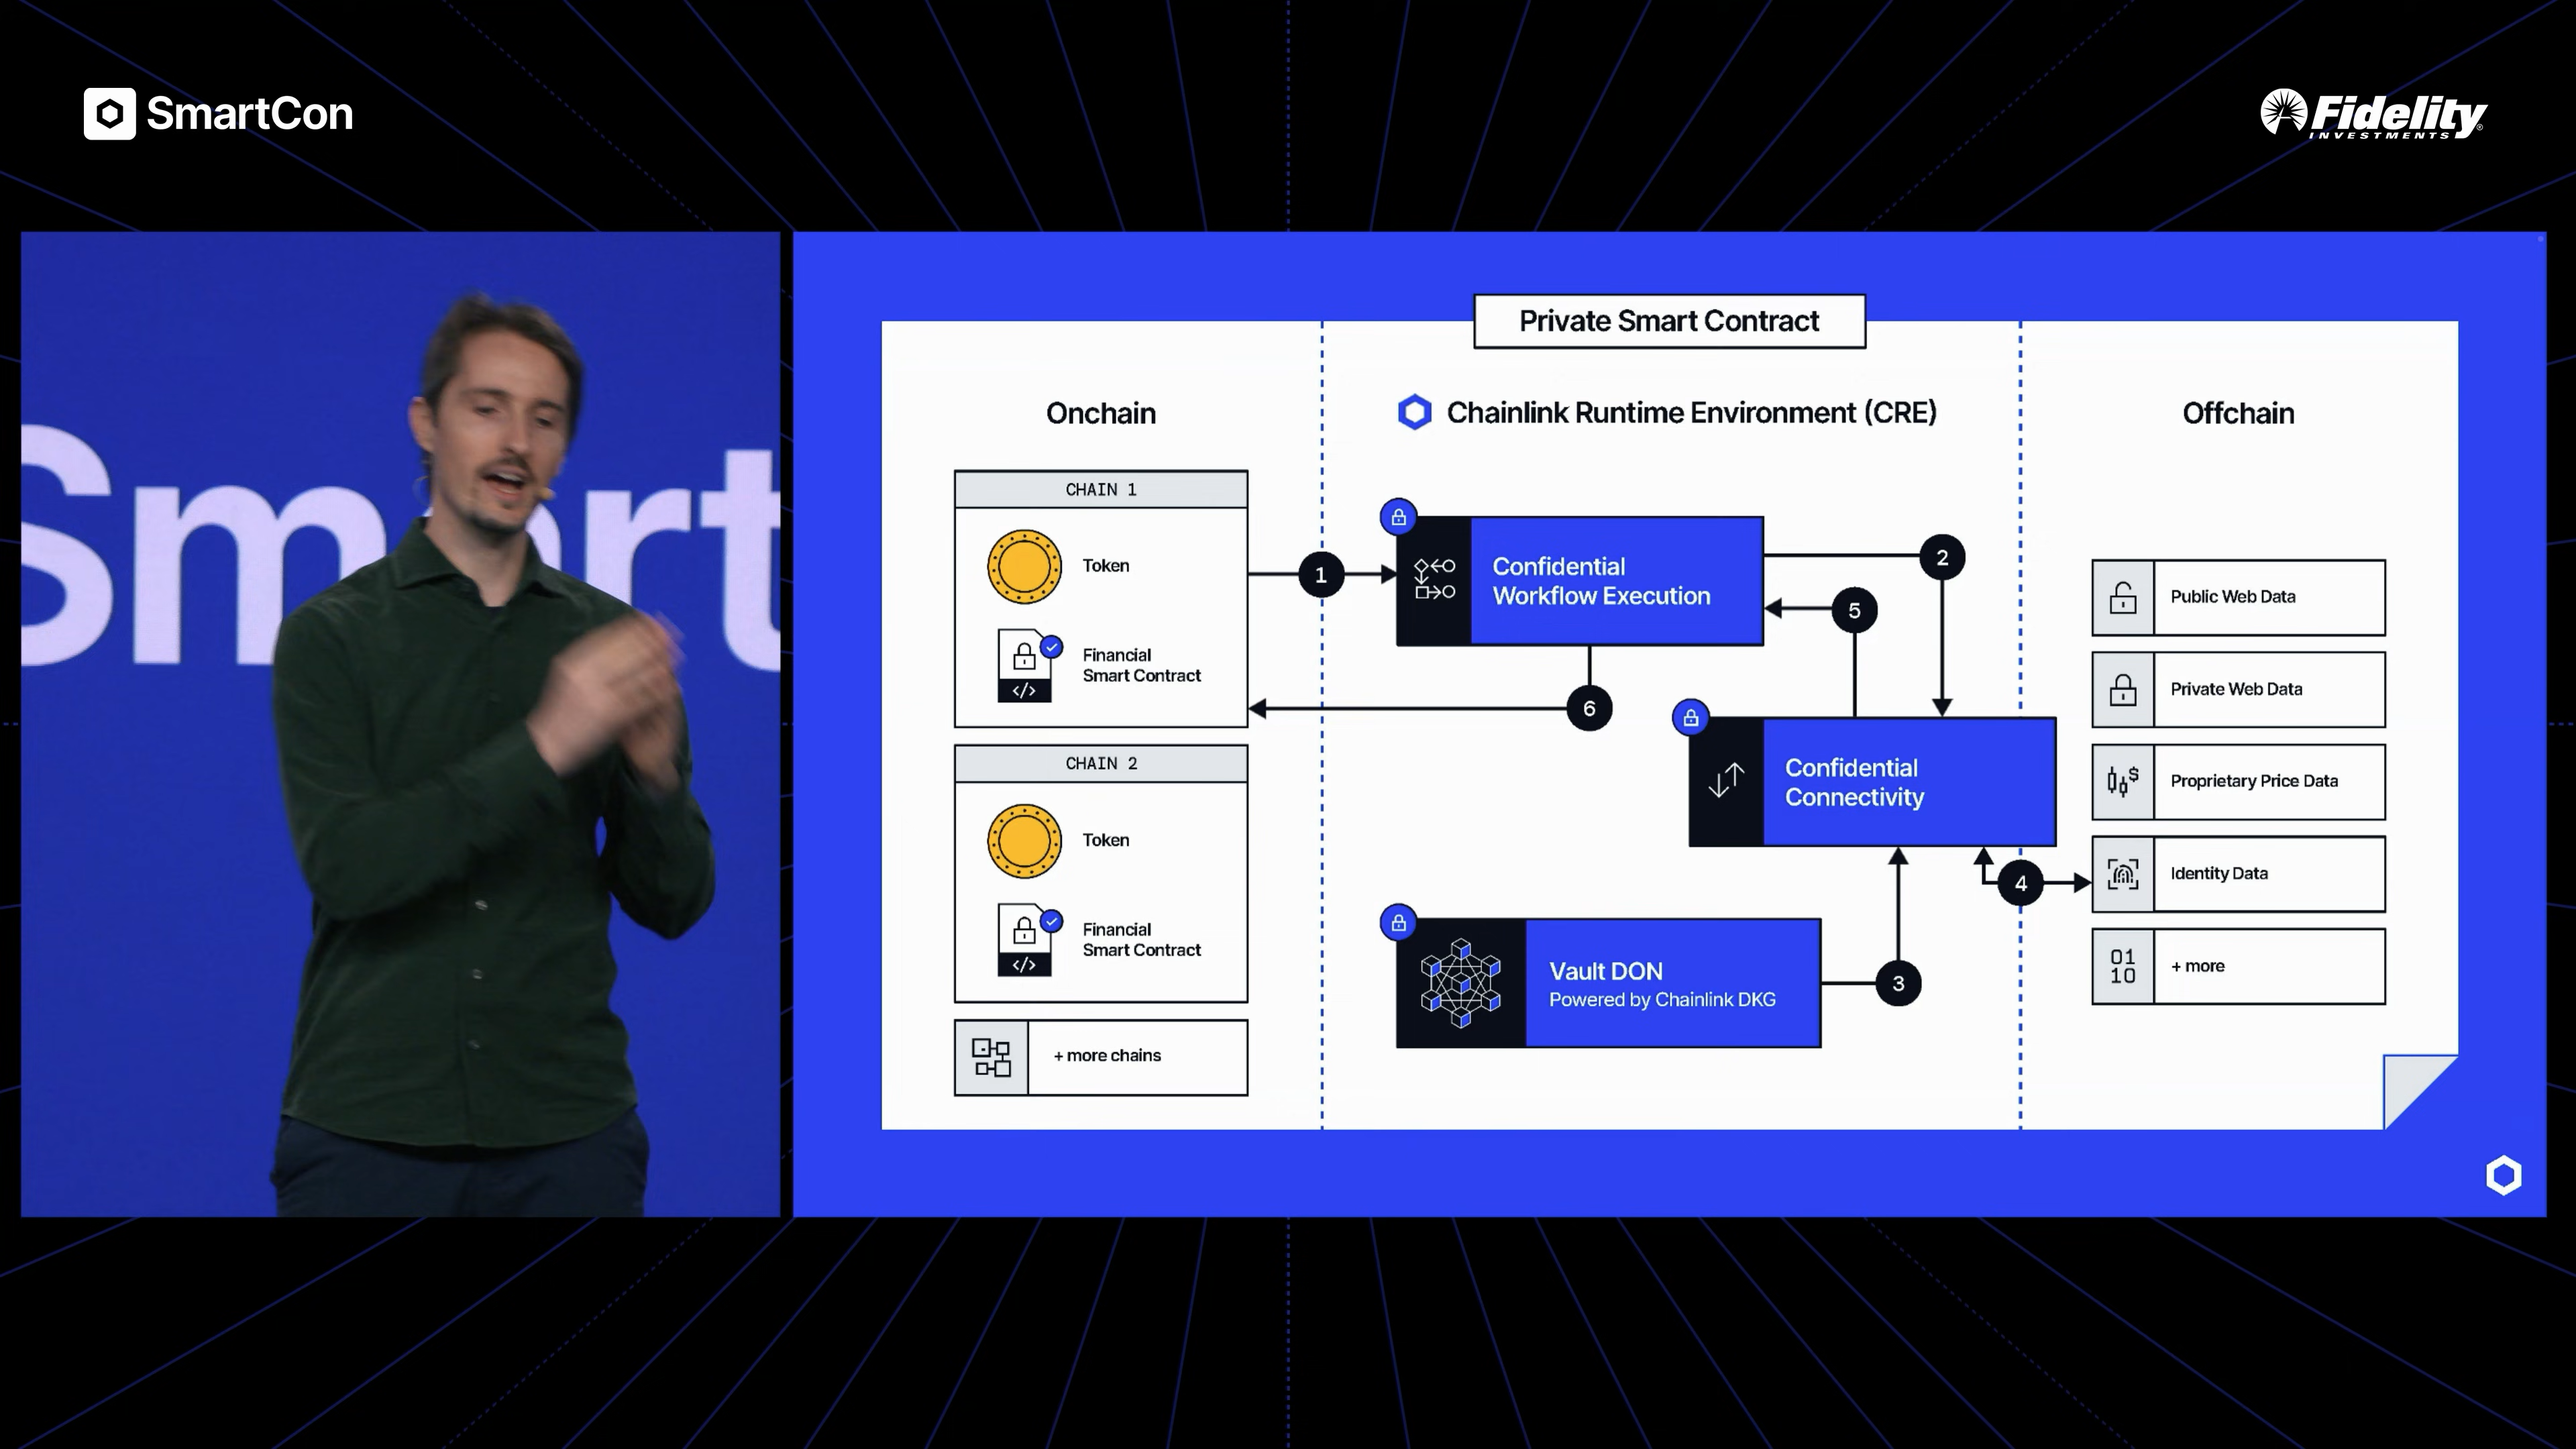 SmartCon
Fidelity
INVESTMENTS
Smart
Private Smart Contract
Onchain
Chainlink Runtime Environment (CRE)
Offchain
CHAIN 1
Token
Financial
Smart Contract
</>
CHAIN 2
Token
Financial
Smart Contract
</>
+ more chains
1
Confidential
Workflow Execution
2
5
6
Confidential
Connectivity
4
Vault DON
Powered by Chainlink DKG
3
Public Web Data
Private Web Data
$
Proprietary Price Data
Identity Data
01
10
+ more